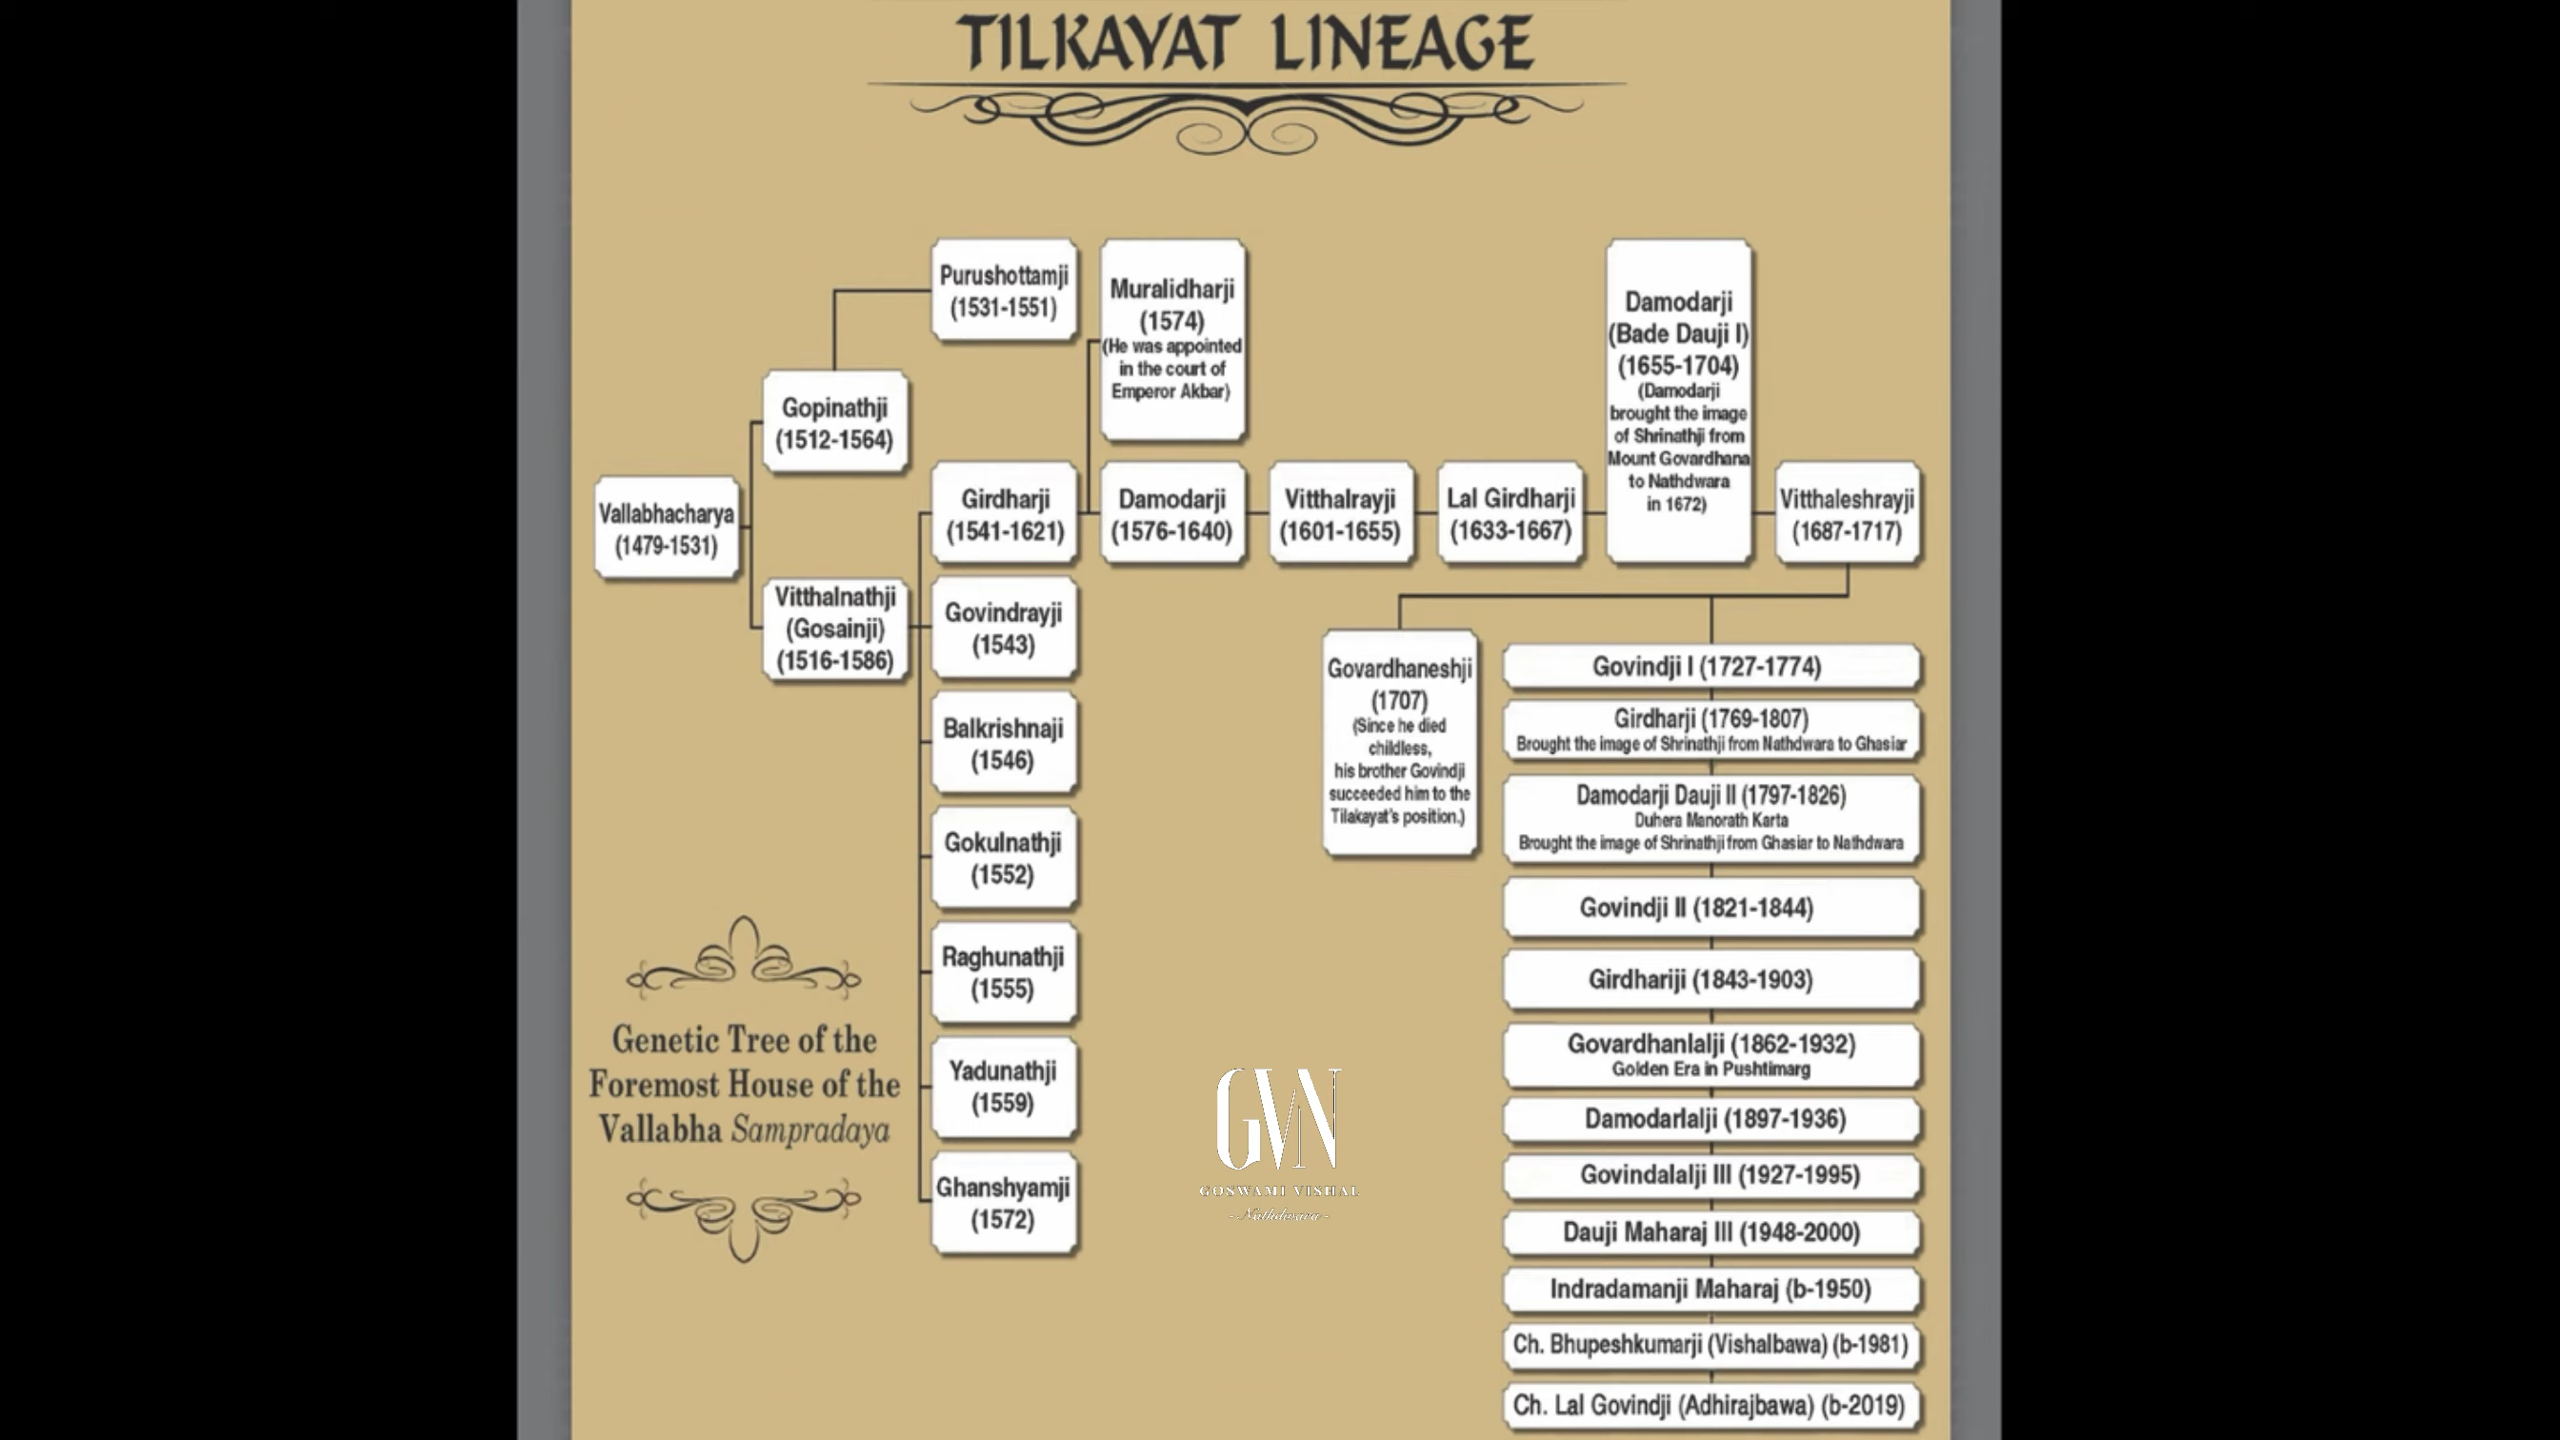 TILKAYAT LINEAGE
Purushottamji
(1531-1551)
Muralidharji
(1574)
(He was appointed
in the court of
Emperor Akbar)
Damodarji
(Bade Dauji I)
(1655-1704)
(Damodarji
brought the image
of Shrinathji from
Mount Govardhana
to Nathdwara
in 1672)
Gopinathji
(1512-1564)
Vallabhacharya
(1479-1531)
Girdharji
(1541-1621)
Damodarji
(1576-1640)
Vitthalrayji
(1601-1655)
Lal Girdharji
(1633-1667)
Vitthaleshrayji
(1687-1717)
Vitthalnathji
(Gosainji)
(1516-1586)
Govindrayji
(1543)
Balkrishnaji
(1546)
Gokulnathji
(1552)
Raghunathji
(1555)
Yadunathji
(1559)
Ghanshyamji
(1572)
Govardhaneshji
(1707)
(Since he died
childless,
his brother Govindji
succeeded him to the
Tilakayat's position.)
Govindji I (1727-1774)
Girdharji (1769-1807)
Brought the image of Shrinathji from Nathdwara to Ghasiar
Damodarji Dauji II (1797-1826)
Duhera Manorath Karta
Brought the image of Shrinathji from Ghasiar to Nathdwara
Govindji II (1821-1844)
Girdhariji (1843-1903)
Govardhanlalji (1862-1932)
Golden Era in Pushtimarg
Damodarlalji (1897-1936)
Govindalalji III (1927-1995)
Dauji Maharaj III (1948-2000)
Indradamanji Maharaj (b-1950)
Ch. Bhupeshkumarji (Vishalbawa) (b-1981)
Ch. Lal Govindji (Adhirajbawa) (b-2019)
Genetic Tree of the
Foremost House of the
Vallabha Sampradaya
GVN
GOSWAMI VISHAL
- Nathdwara -